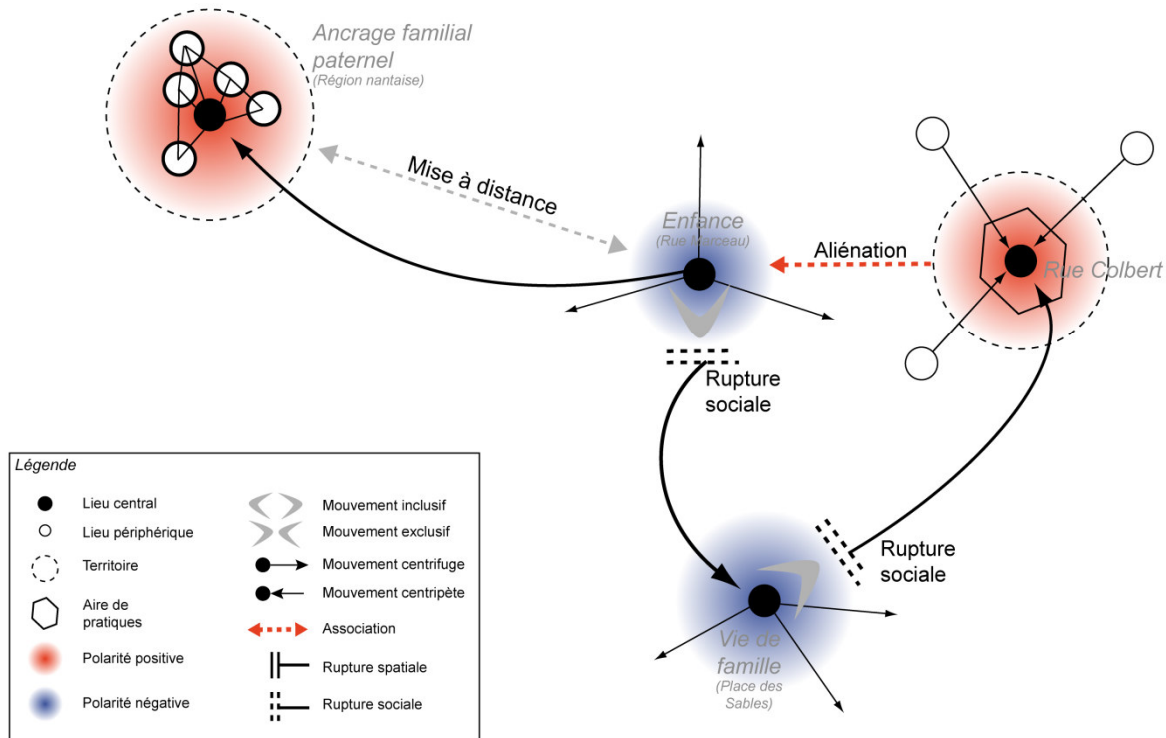 Ancrage familial
paternel
(Région nantaise)
Mise à distance
Enfance
(Rue Marceau)
Aliénation
Rue Colbert
Rupture
sociale
Rupture
sociale
Vie de
famille
(Place des
Sables)
Légende
Lieu central
Lieu périphérique
Territoire
Aire de
pratiques
Polarité positive
Polarité négative
Mouvement inclusif
Mouvement exclusif
Mouvement centrifuge
Mouvement centripète
Association
Rupture spatiale
Rupture sociale